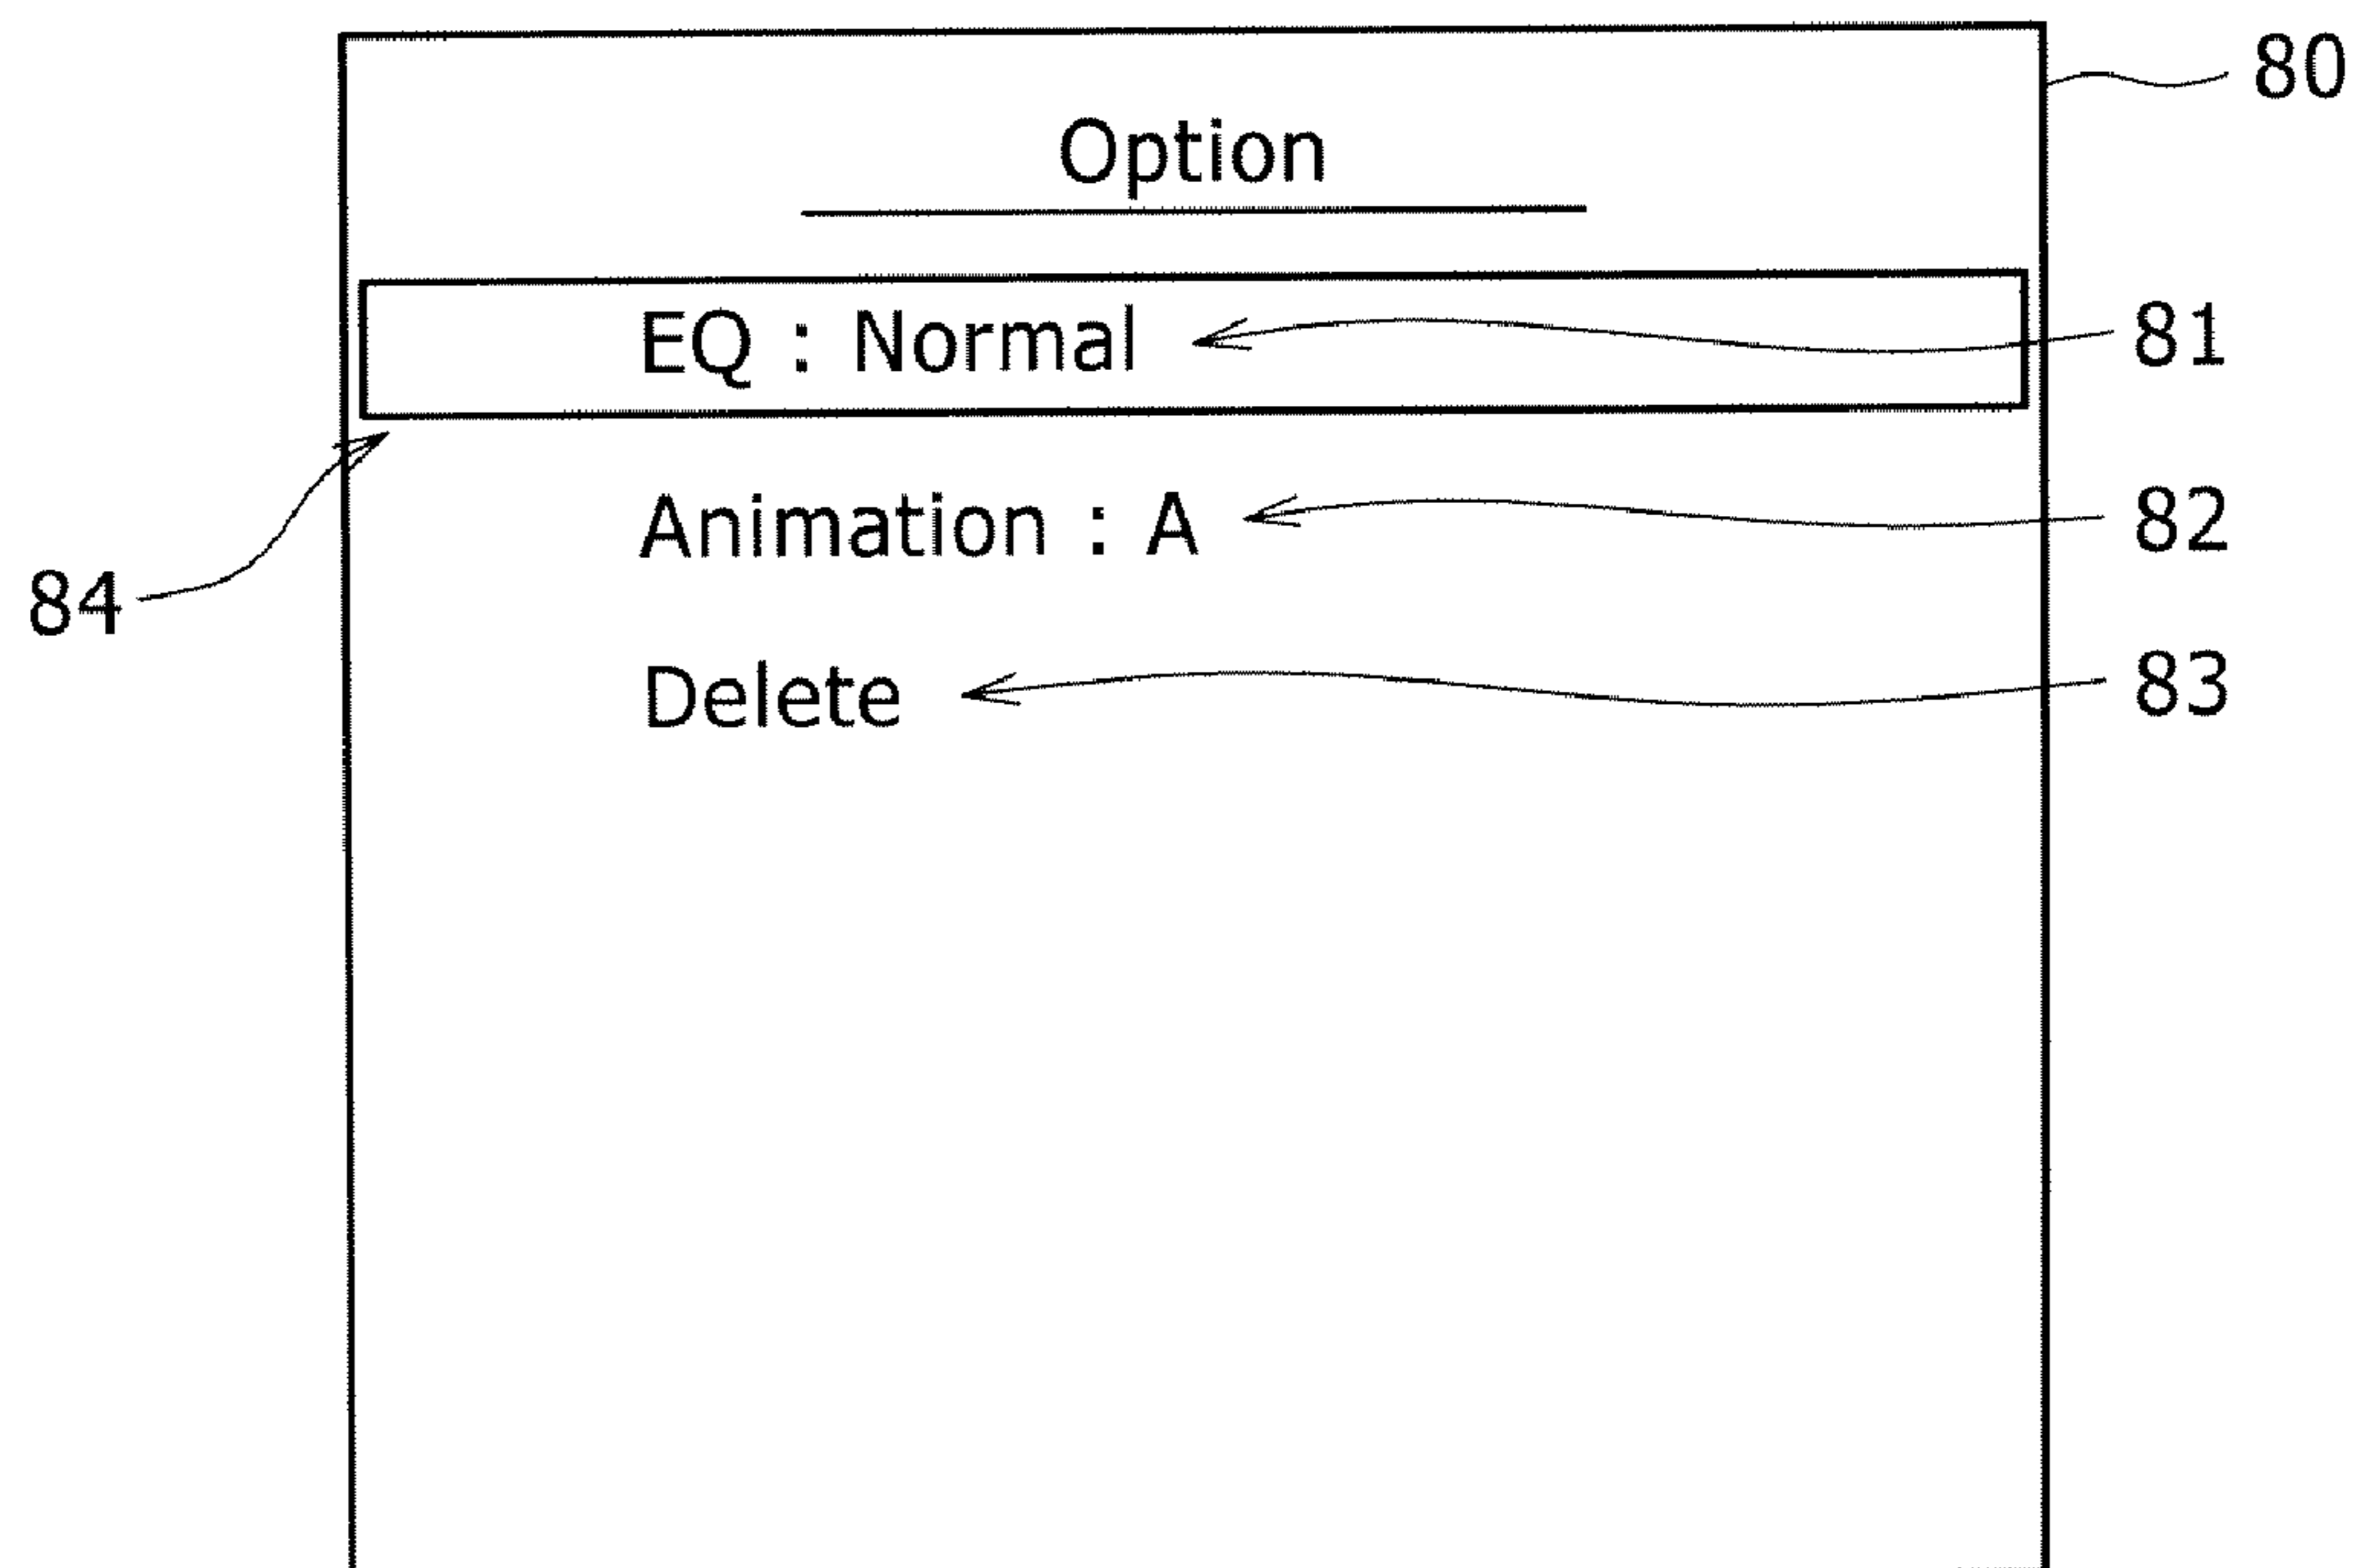 80
Option
EQ : Normal
81
Animation : A
82
84
Delete
83